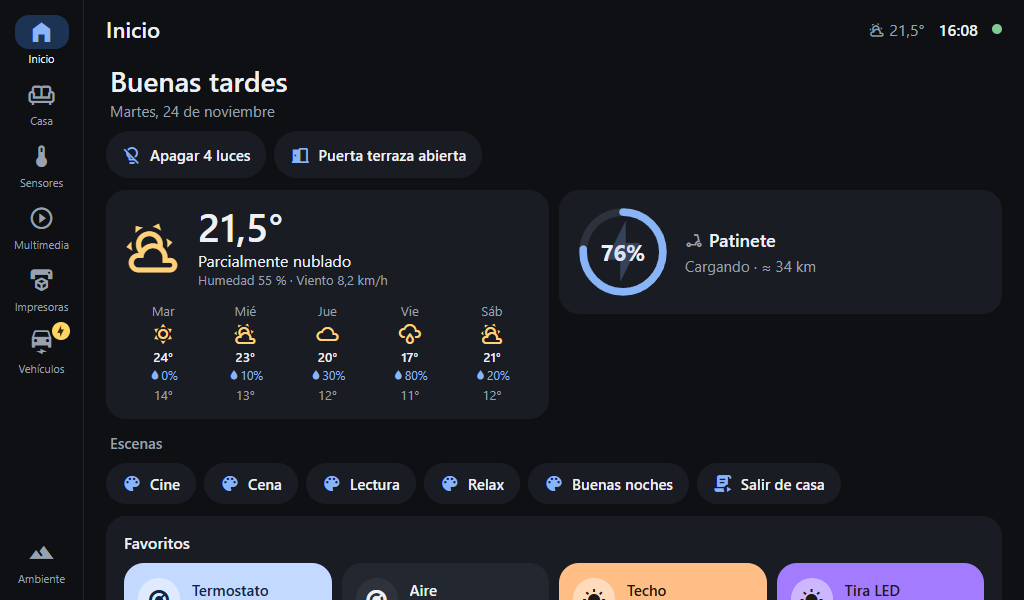 Inicio
Casa
Sensores
Multimedia
Impresoras
Vehículos
Ambiente
Inicio
21,5°
16:08
Buenas tardes
Martes, 24 de noviembre
Apagar 4 luces
Puerta terraza abierta
21,5°
Parcialmente nublado
Humedad 55 % · Viento 8,2 km/h
Mar Mié Jue Vie Sáb
24° 23° 20° 17° 21°
0% 10% 30% 80% 20%
14° 13° 12° 11° 12°
76%
Patinete
Cargando · ≈ 34 km
Escenas
Cine
Cena
Lectura
Relax
Buenas noches
Salir de casa
Favoritos
Termostato
Aire
Techo
Tira LED